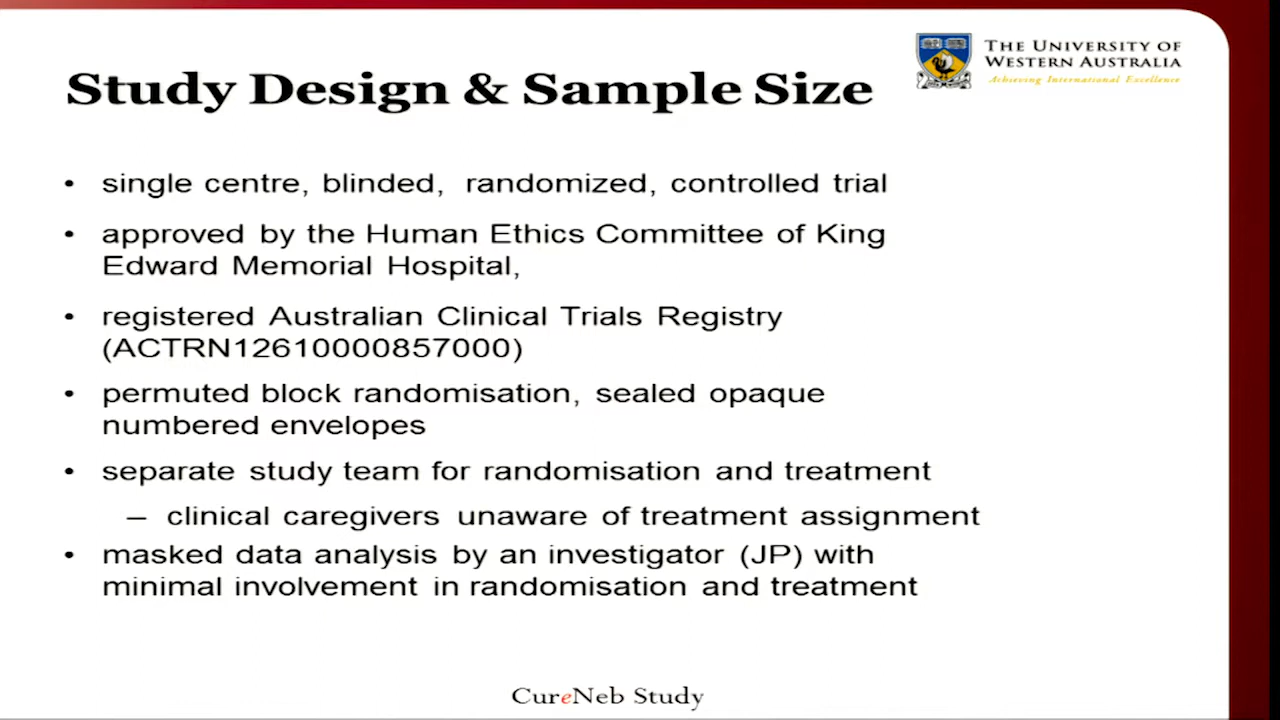 THE UNIVERSITY OF
WESTERN AUSTRALIA
Achieving International Excellence
Study Design & Sample Size
• single centre, blinded, randomized, controlled trial
• approved by the Human Ethics Committee of King
Edward Memorial Hospital,
• registered Australian Clinical Trials Registry
(ACTRN12610000857000)
• permuted block randomisation, sealed opaque
numbered envelopes
• separate study team for randomisation and treatment
– clinical caregivers unaware of treatment assignment
• masked data analysis by an investigator (JP) with
minimal involvement in randomisation and treatment
CureNeb Study